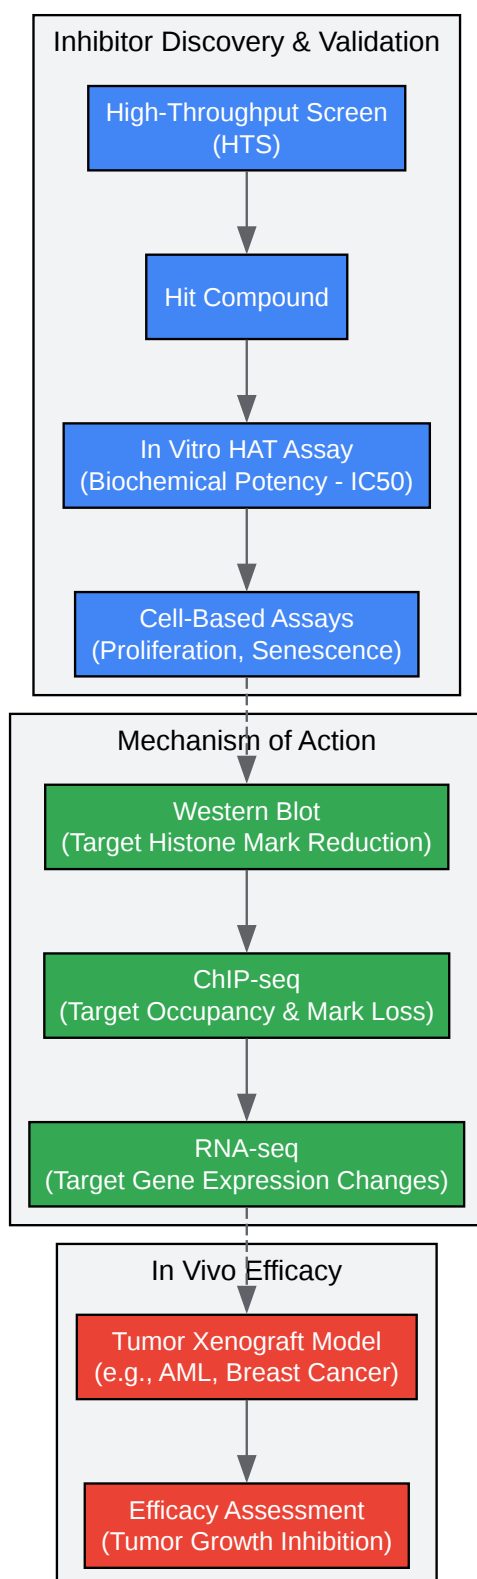 Inhibitor Discovery & Validation
High-Throughput Screen
(HTS)
Hit Compound
In Vitro HAT Assay
(Biochemical Potency - IC50)
Cell-Based Assays
(Proliferation, Senescence)
Mechanism of Action
Western Blot
(Target Histone Mark Reduction)
ChIP-seq
(Target Occupancy & Mark Loss)
RNA-seq
(Target Gene Expression Changes)
In Vivo Efficacy
Tumor Xenograft Model
(e.g., AML, Breast Cancer)
Efficacy Assessment
(Tumor Growth Inhibition)